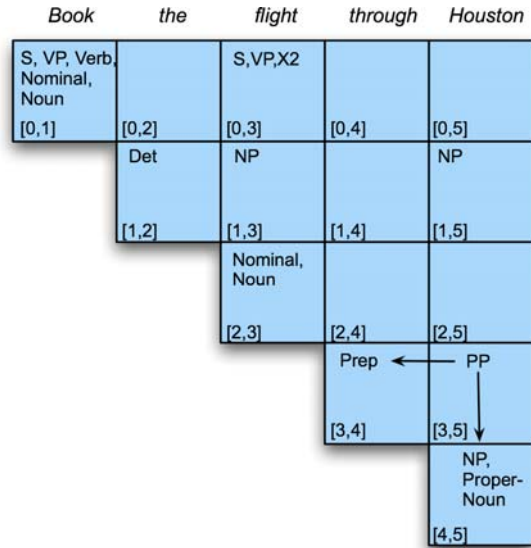 Book the flight through Houston
S, VP, Verb, S,VP,X2
Nominal,
Noun
[0,1] [0,2] [0,3] [0,4] [0,5]
Det NP NP
[1,2] [1,3] [1,4] [1,5]
Nominal,
Noun
[2,3] [2,4] [2,5]
Prep PP
[3,4] [3,5]
NP,
Proper-
Noun
[4,5]